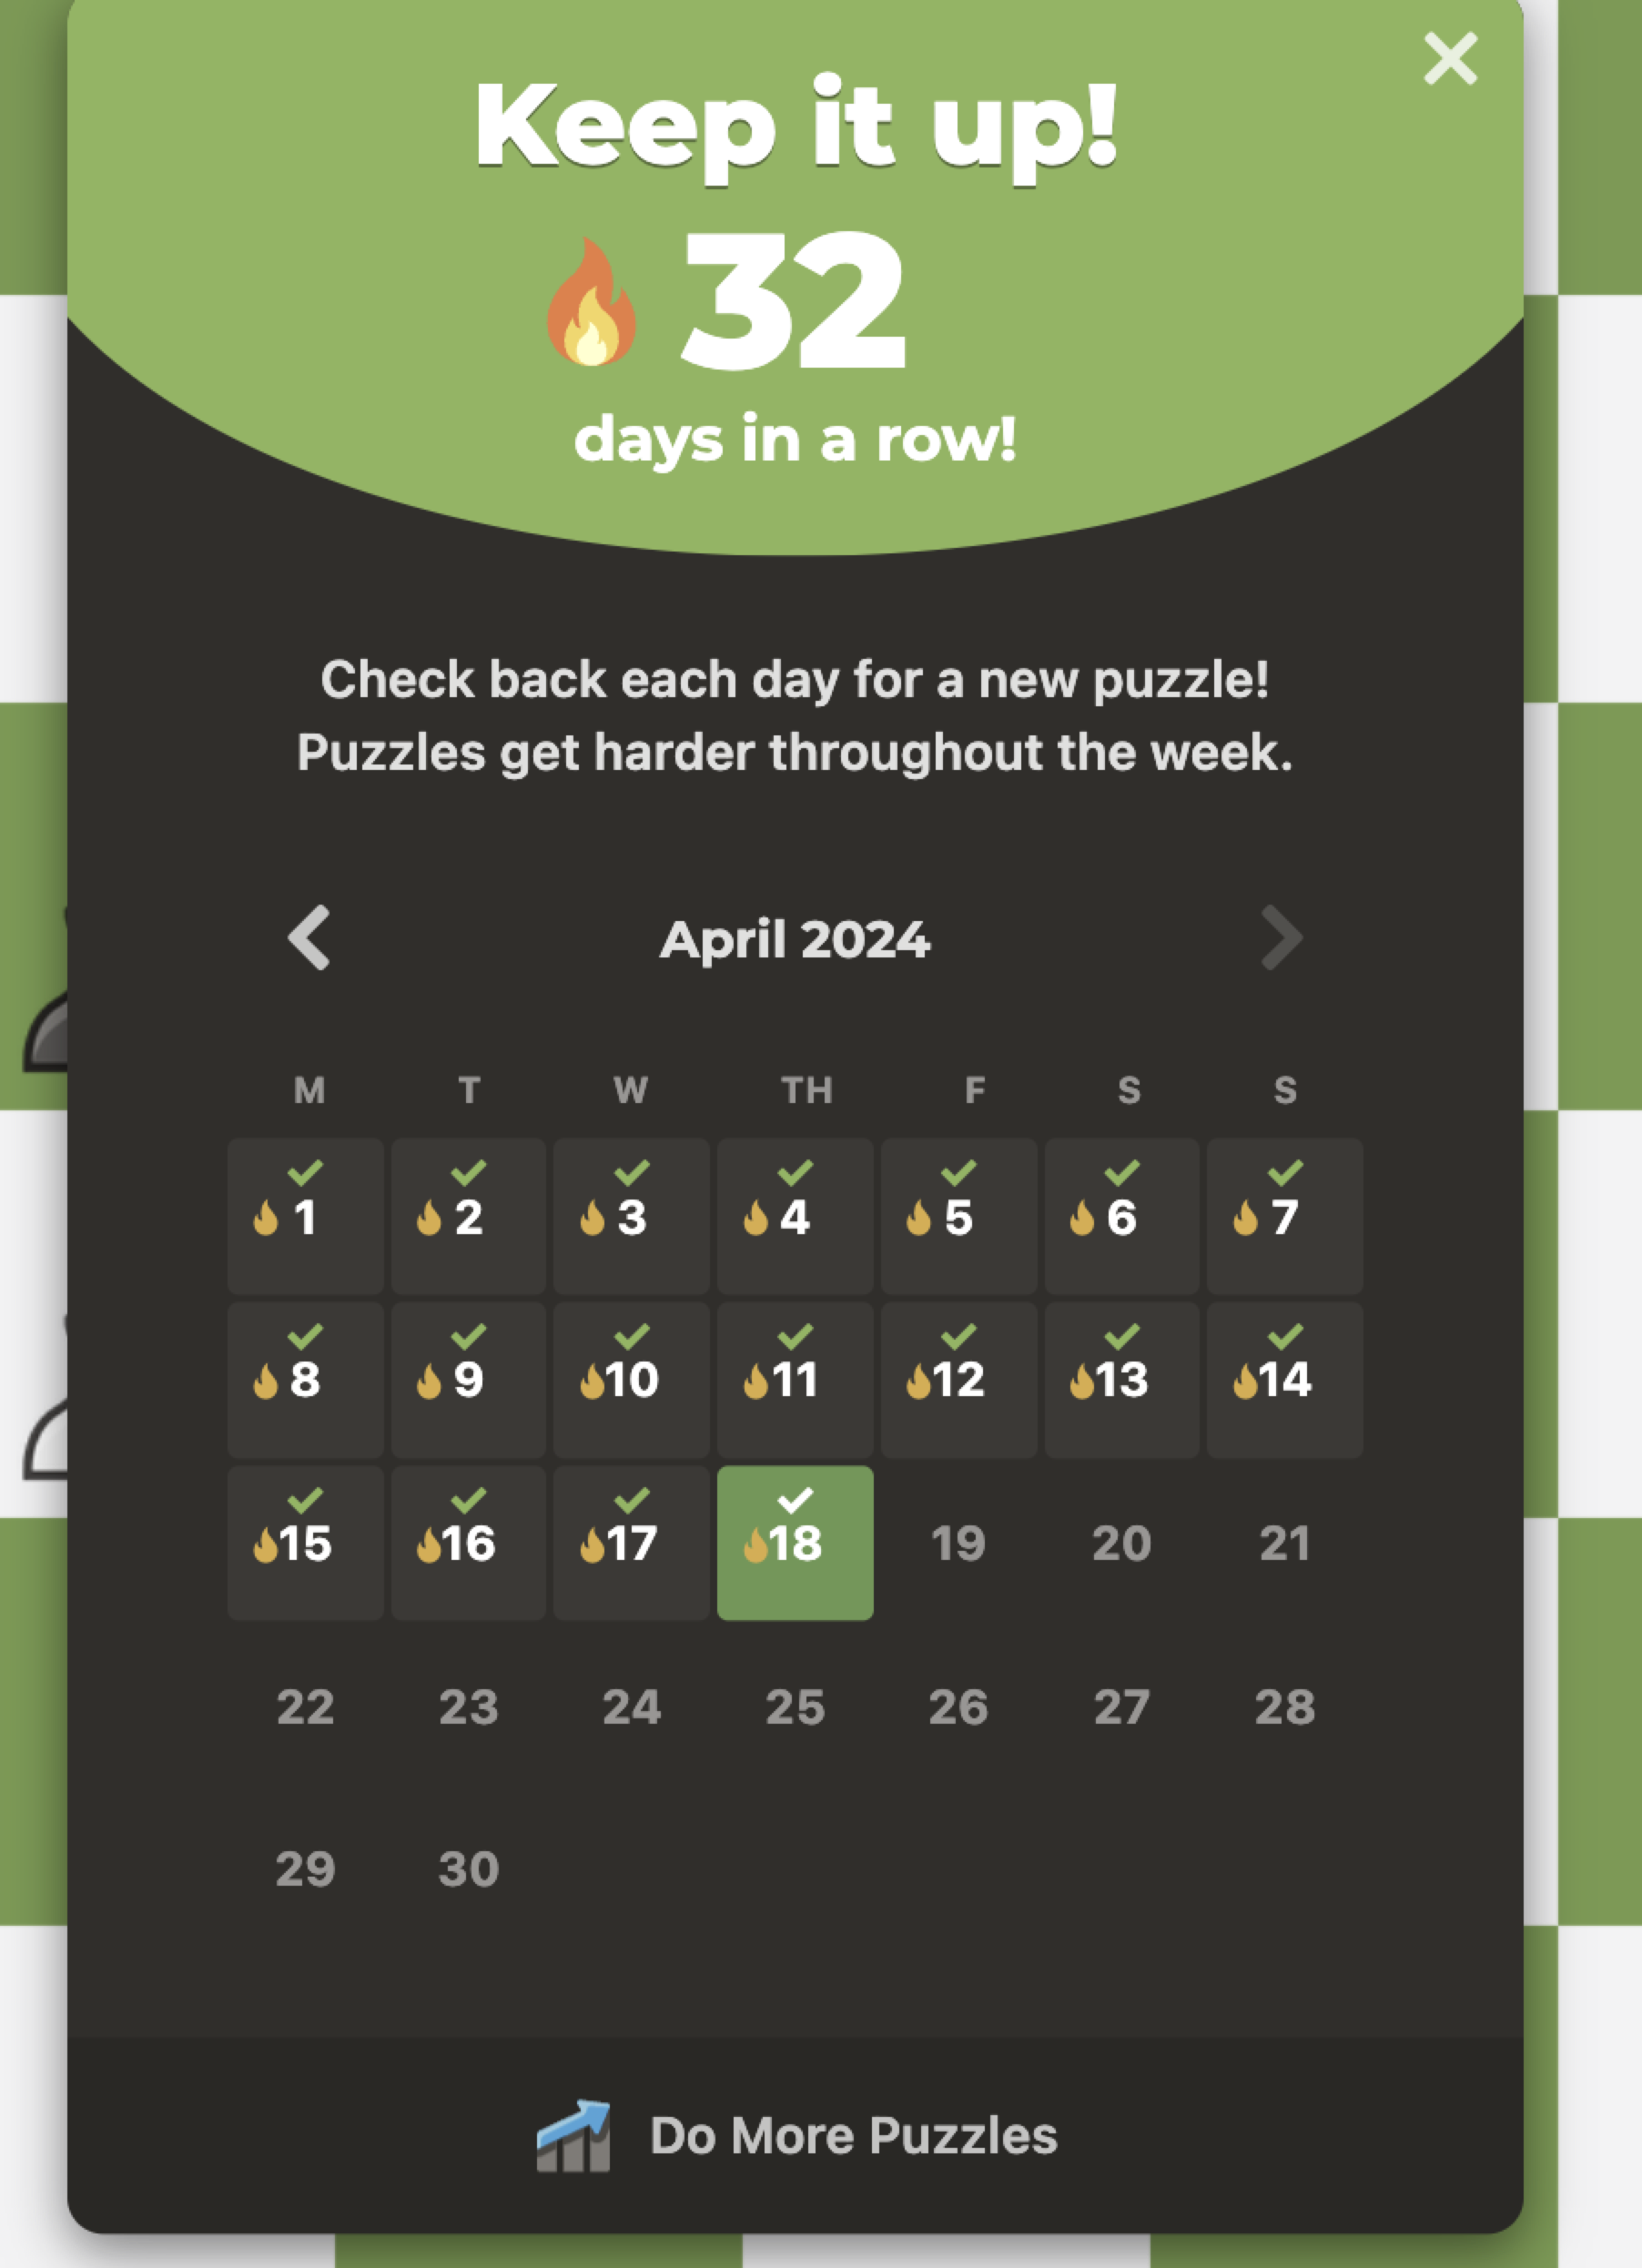 Keep it up!
32
days in a row!
Check back each day for a new puzzle!
Puzzles get harder throughout the week.
April 2024
M T W TH F S S
1 2 3 4 5 6 7
8 9 10 11 12 13 14
15 16 17 18 19 20 21
22 23 24 25 26 27 28
29 30
Do More Puzzles